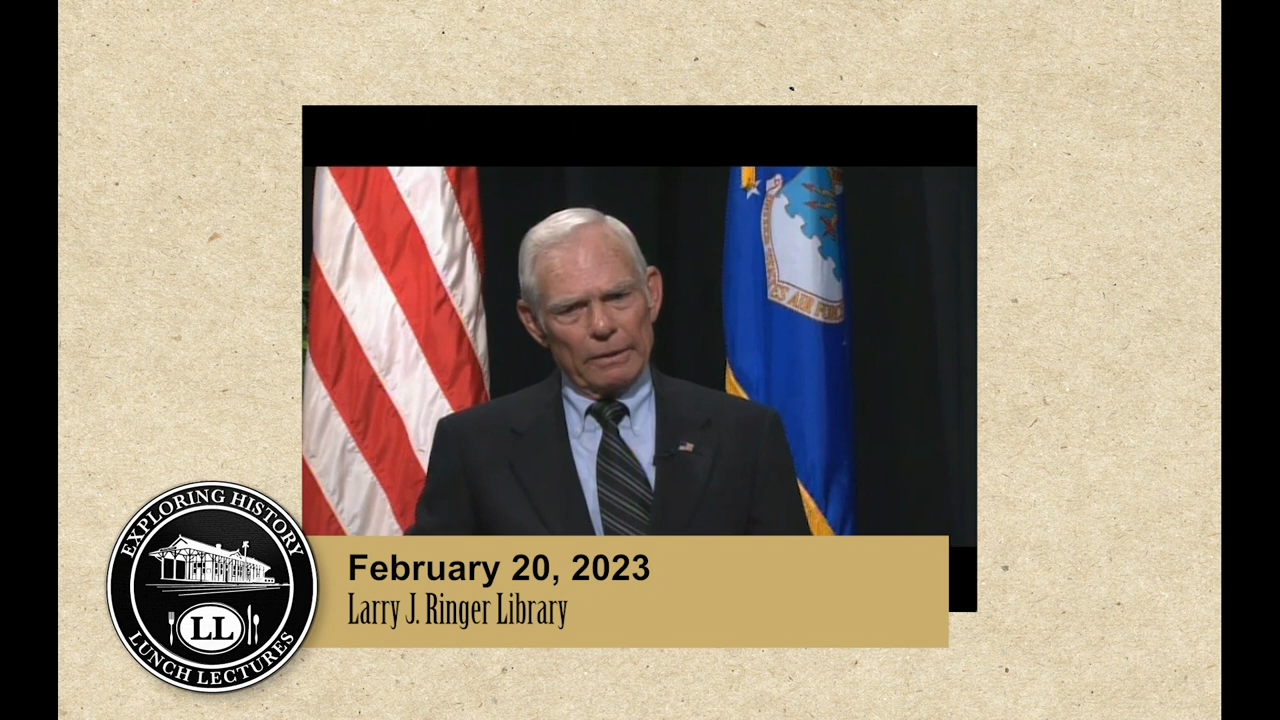 February 20, 2023
Larry J. Ringer Library
EXPLORING HISTORY
LL
LUNCH LECTURES